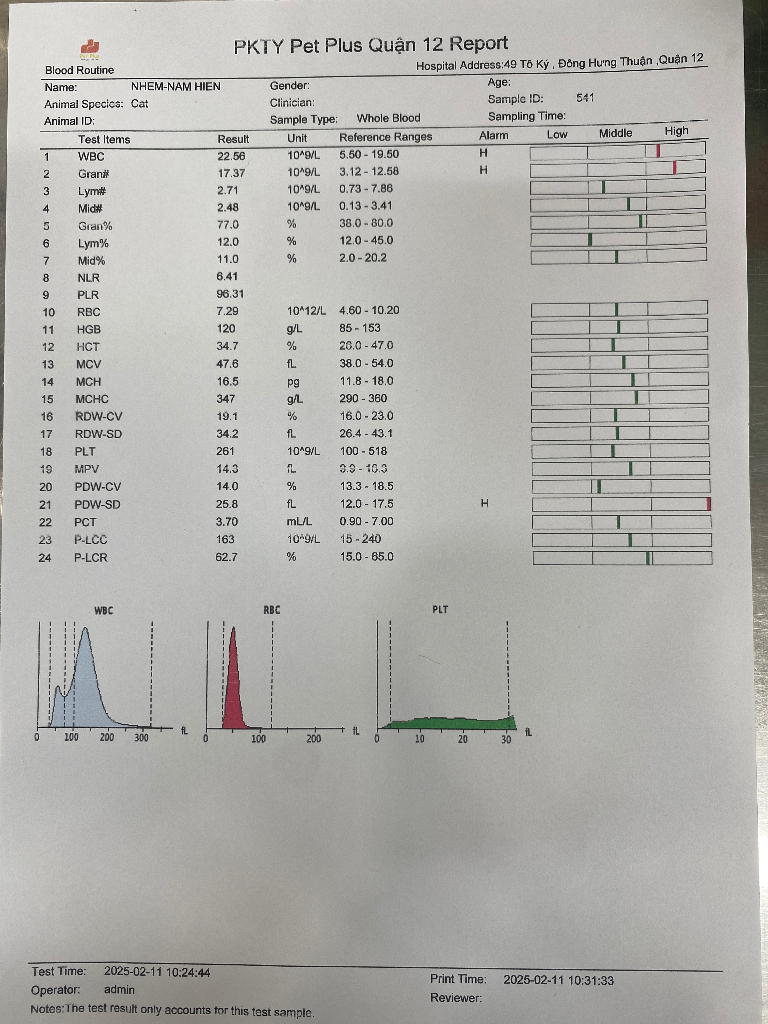 PKTY Pet Plus Quận 12 Report
Blood Routine
Hospital Address:49 Tô Ký , Đông Hưng Thuận ,Quận 12
Name: NHEM-NAM HIEN Gender: Age:
Animal Species: Cat Clinician: Sample ID: 541
Animal ID: Sample Type: Whole Blood Sampling Time:
Test Items Result Unit Reference Ranges Alarm Low Middle High
1 WBC 22.56 10^9/L 5.50 - 19.50 H
2 Gran# 17.37 10^9/L 3.12 - 12.58 H
3 Lym# 2.71 10^9/L 0.73 - 7.86
4 Mid# 2.48 10^9/L 0.13 - 3.41
5 Gran% 77.0 % 38.0 - 80.0
6 Lym% 12.0 % 12.0 - 45.0
7 Mid% 11.0 % 2.0 - 20.2
8 NLR 6.41
9 PLR 96.31
10 RBC 7.29 10^12/L 4.60 - 10.20
11 HGB 120 g/L 85 - 153
12 HCT 34.7 % 26.0 - 47.0
13 MCV 47.6 fL 38.0 - 54.0
14 MCH 16.5 pg 11.8 - 18.0
15 MCHC 347 g/L 290 - 360
16 RDW-CV 19.1 % 16.0 - 23.0
17 RDW-SD 34.2 fL 26.4 - 43.1
18 PLT 261 10^9/L 100 - 518
19 MPV 14.3 fL
20 PDW-CV 14.0 % 13.3 - 18.5
21 PDW-SD 25.8 fL 12.0 - 17.5 H
22 PCT 3.70 mL/L 0.90 - 7.00
23 P-LCC 163 10^9/L 15 - 240
24 P-LCR 62.7 % 15.0 - 65.0
WBC RBC PLT
0 100 200 300 fL 0 100 200 fL 0 10 20 30 fL
Test Time: 2025-02-11 10:24:44
Print Time: 2025-02-11 10:31:33
Operator: admin
Reviewer:
Notes:The test result only accounts for this test sample.